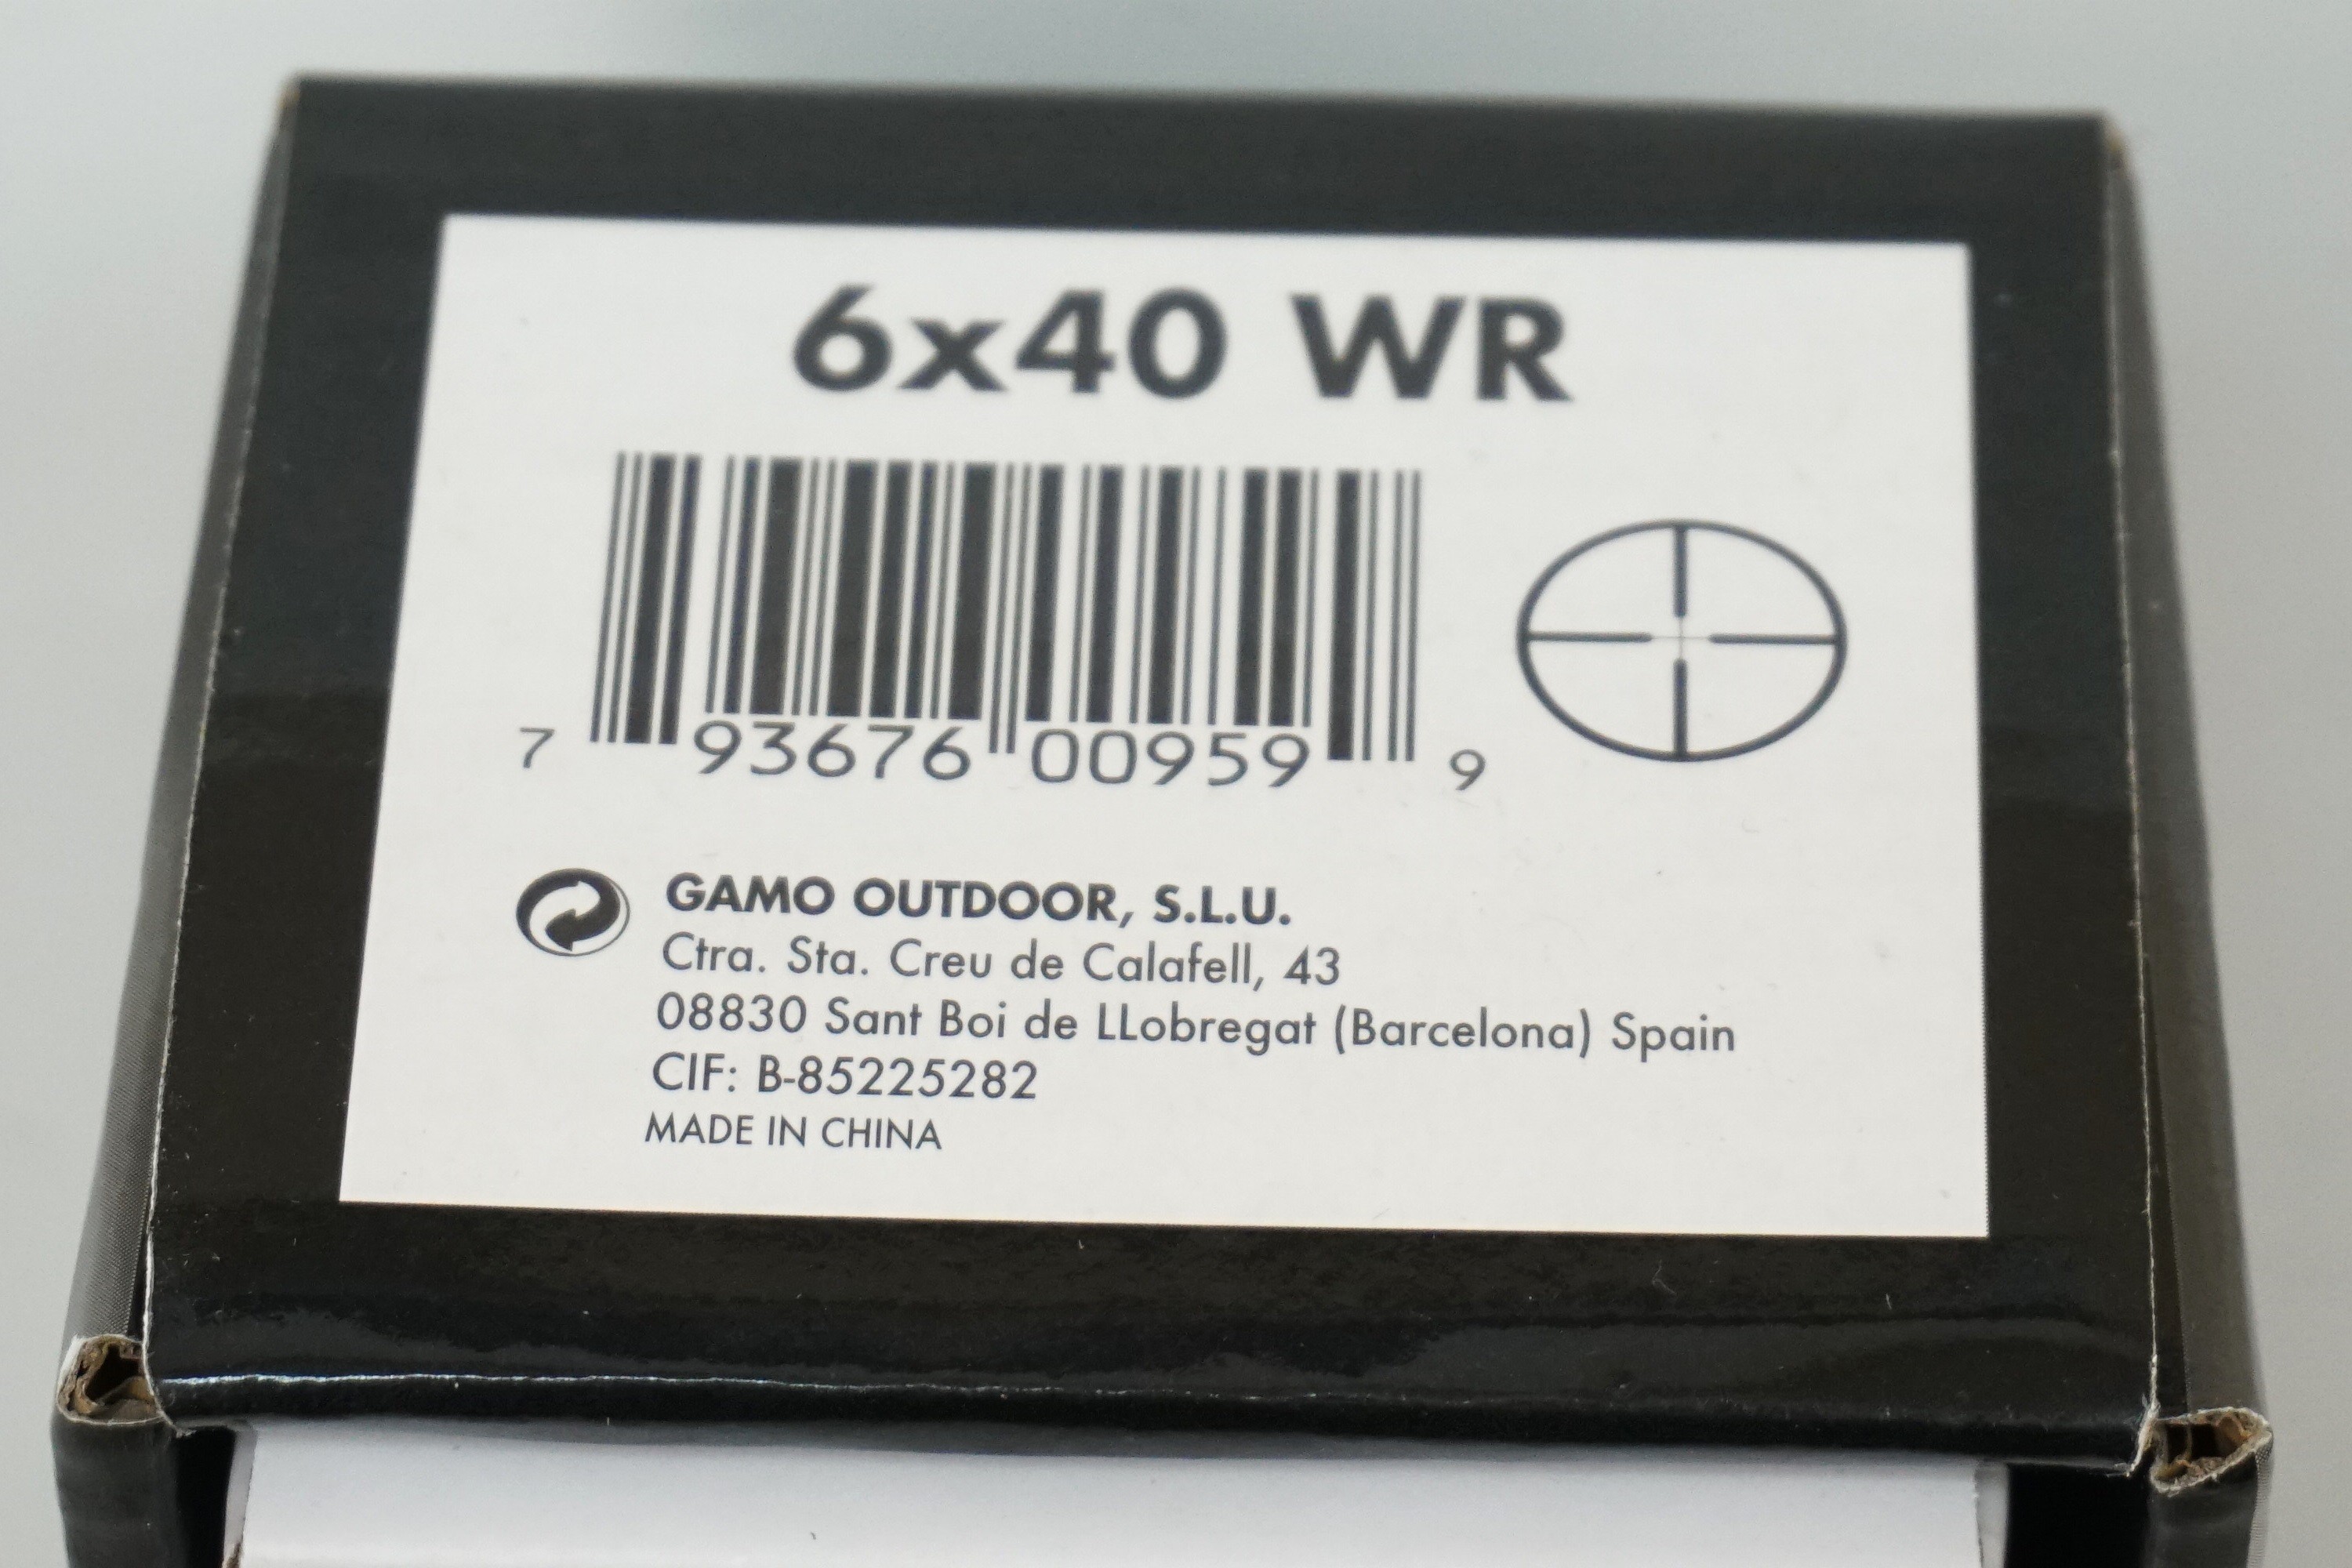 6x40 WR
7 93676 00959 9
GAMO OUTDOOR, S.L.U.
Ctra. Sta. Creu de Calafell, 43
08830 Sant Boi de LLobregat (Barcelona) Spain
CIF: B-85225282
MADE IN CHINA